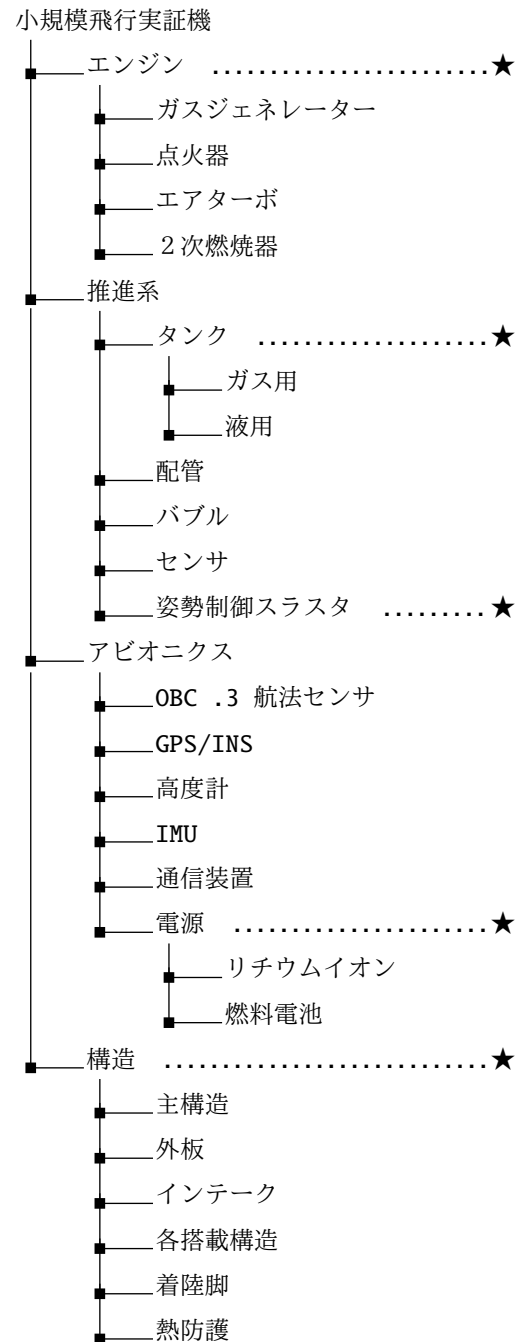 小規模飛行実証機
エンジン ........................★
ガスジェネレーター
点火器
エアターボ
２次燃焼器
推進系
タンク ....................★
ガス用
液用
配管
バブル
センサ
姿勢制御スラスタ .........★
アビオニクス
OBC .3 航法センサ
GPS/INS
高度計
IMU
通信装置
電源 ......................★
リチウムイオン
燃料電池
構造 ............................★
主構造
外板
インテーク
各搭載構造
着陸脚
熱防護